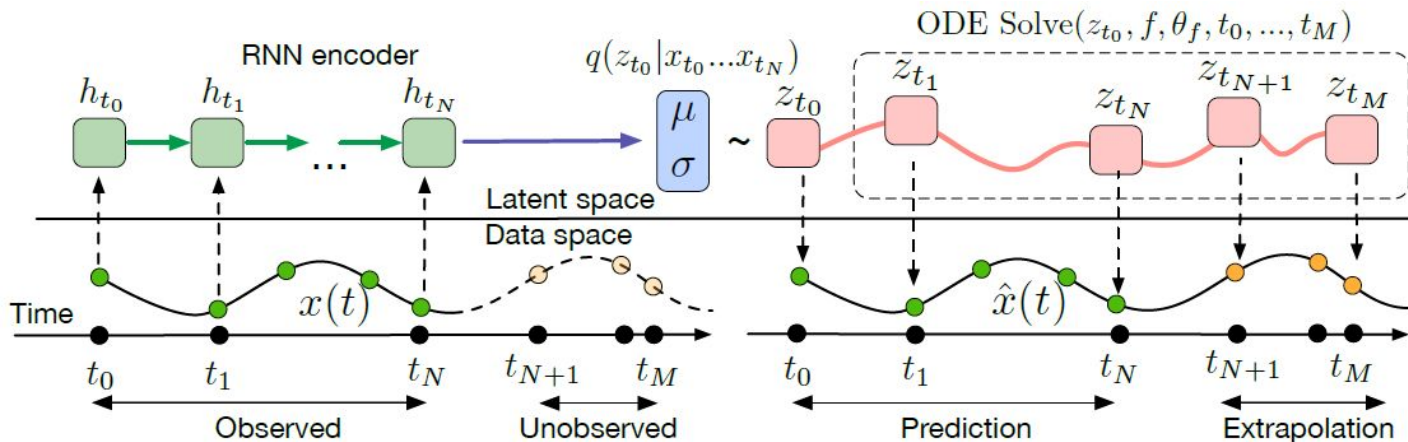 ODE Solve(z_{t_0}, f, θ_f, t_0, ..., t_M)
RNN encoder
q(z_{t_0}|x_{t_0}...x_{t_N})
h_{t_0} h_{t_1} h_{t_N}
z_{t_0} z_{t_1} z_{t_N} z_{t_{N+1}} z_{t_M}
...
μ
σ
~
Latent space
Data space
x(t) x̂(t)
Time
t_0 t_1 t_N t_{N+1} t_M t_0 t_1 t_N t_{N+1} t_M
Observed Unobserved Prediction Extrapolation